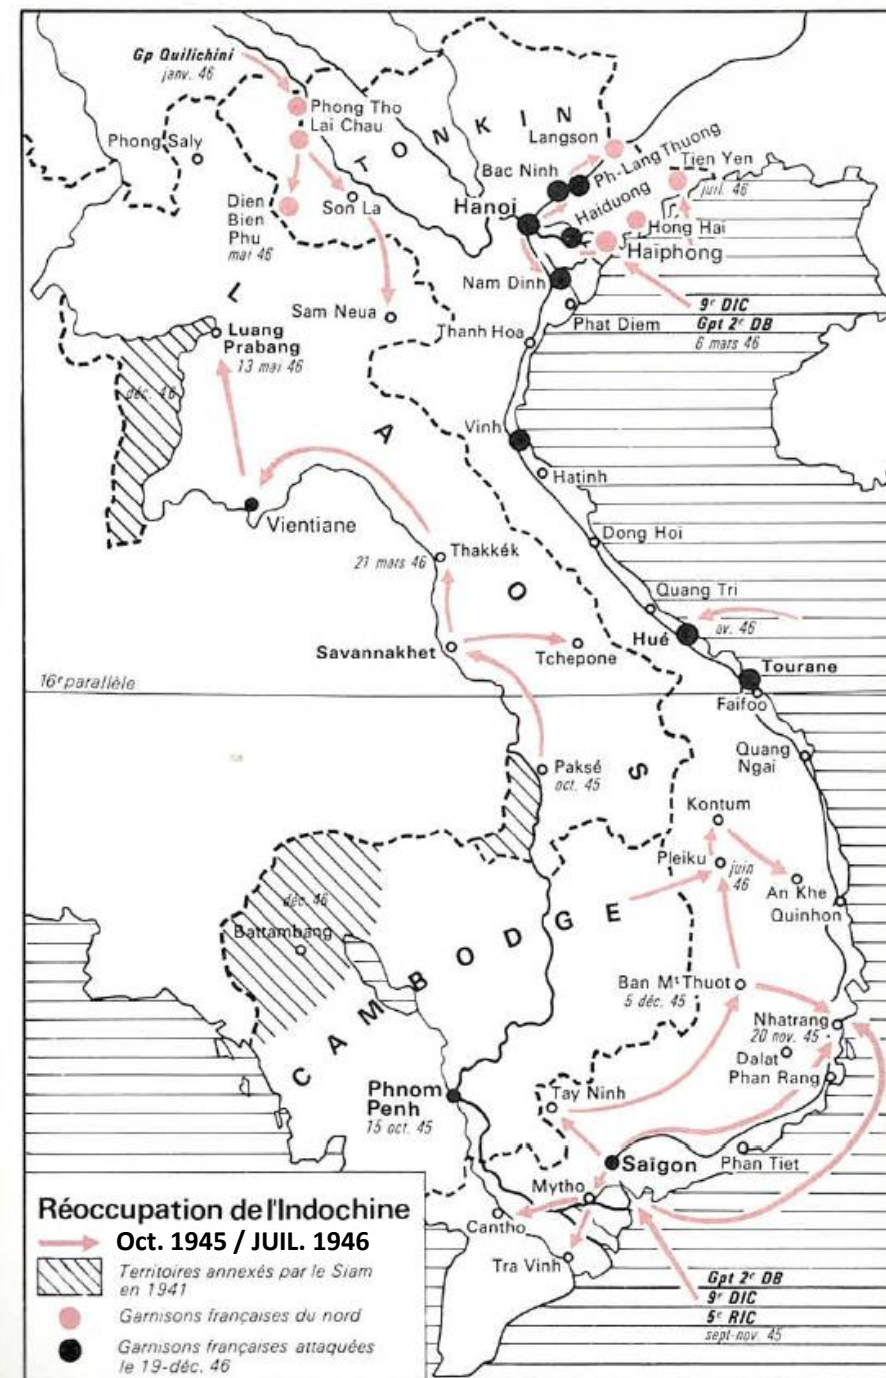 Gp Quilichini
janv. 46
Phong Tho
Lai Chau
Phong Saly
TONKIN
Langson
Ph-Lang Thuong
Bac Ninh
Tien Yen
juil. 46
Dien
Bien
Phu
mai 46
Son La
Hanoi
Haiduong
Hong Hai
Haïphong
Nam Dinh
Sam Neua
Phat Diem
9e DIC
Gpt 2e DB
6 mars 46
Thanh Hoa
Luang
Prabang
13 mai 46
déc. 46
LAOS
Vinh
Hatinh
Vientiane
Dong Hoï
Thakkék
21 mars 46
Quang Tri
av. 46
Hué
Savannakhet
Tchepone
Tourane
16e parallèle
Faïfoo
Quang
Ngai
Paksé
oct. 45
Kontum
Pleiku
juin
46
An Khe
Quinhon
déc. 46
Battambang
CAMBODGE
Ban Mt Thuot
5 déc. 45
Nhatrang
20 nov. 45
Dalat
Phan Rang
Phnom
Penh
15 oct. 45
Tay Ninh
Saïgon
Phan Tiet
Mytho
Cantho
Tra Vinh
Gpt 2e DB
9e DIC
5e RIC
sept-nov. 45
Réoccupation de l'Indochine
Oct. 1945 / JUIL. 1946
Territoires annexés par le Siam
en 1941
Garnisons françaises du nord
Garnisons françaises attaquées
le 19-déc. 46